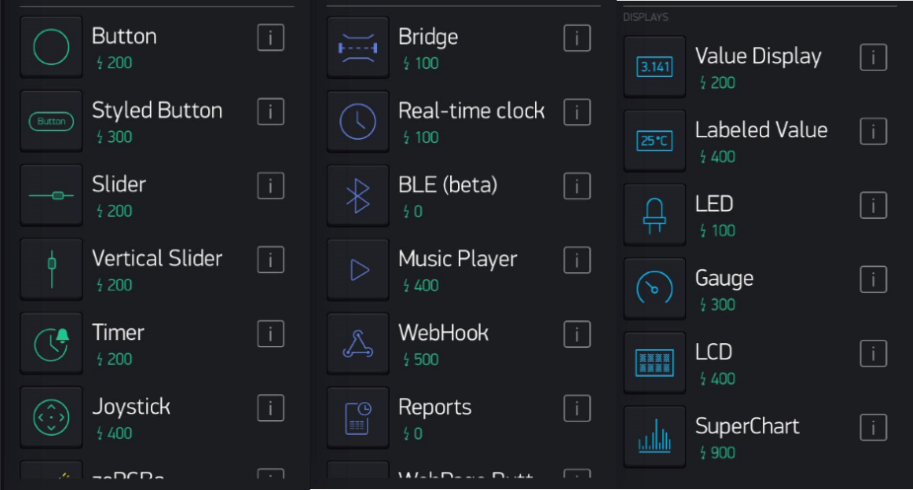 Button
200
Styled Button
Button
300
Slider
200
Vertical Slider
200
Timer
200
Joystick
400
Bridge
100
Real-time clock
100
BLE (beta)
0
Music Player
400
WebHook
500
Reports
0
DISPLAYS
Value Display
3.141
200
Labeled Value
25°C
400
LED
100
Gauge
300
LCD
400
SuperChart
900